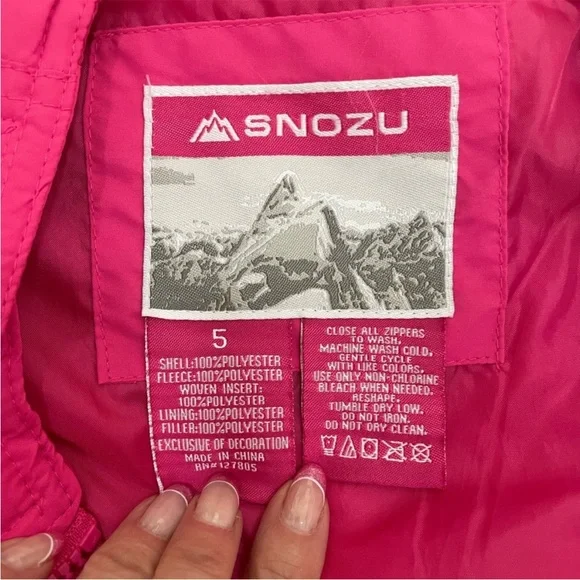 SNOZU
5
SHELL:100%POLYESTER
FLEECE:100%POLYESTER
WOVEN INSERT:
100%POLYESTER
LINING:100%POLYESTER
FILLER:100%POLYESTER
EXCLUSIVE OF DECORATION
MADE IN CHINA
RN#127805
CLOSE ALL ZIPPERS
TO WASH.
MACHINE WASH COLD,
GENTLE CYCLE
WITH LIKE COLORS.
USE ONLY NON-CHLORINE
BLEACH WHEN NEEDED.
RESHAPE.
TUMBLE DRY LOW.
DO NOT IRON.
DO NOT DRY CLEAN.